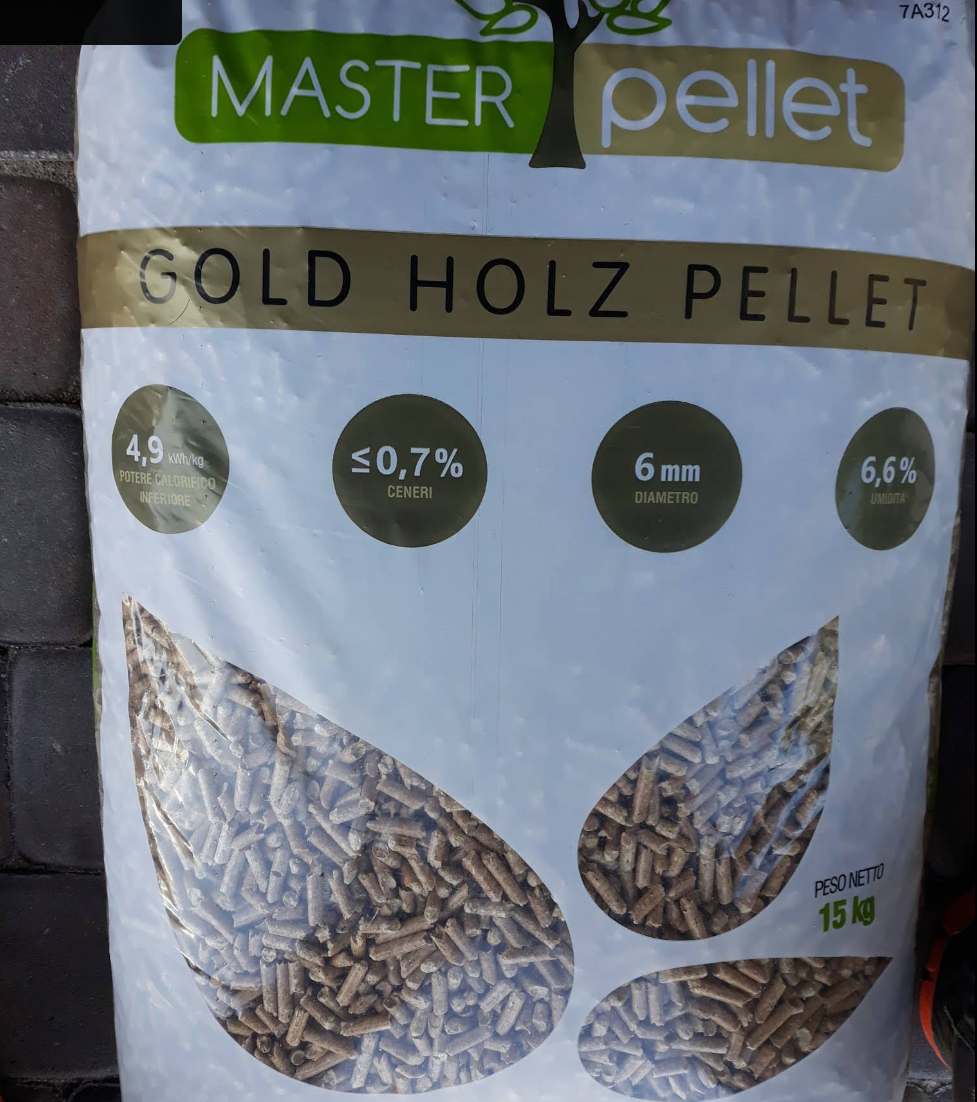 7A312
MASTER pellet
GOLD HOLZ PELLET
4,9 kWh/kg
POTERE CALORIFICO
INFERIORE
≤0,7%
CENERI
6 mm
DIAMETRO
6,6%
UMIDITÀ
PESO NETTO
15 kg